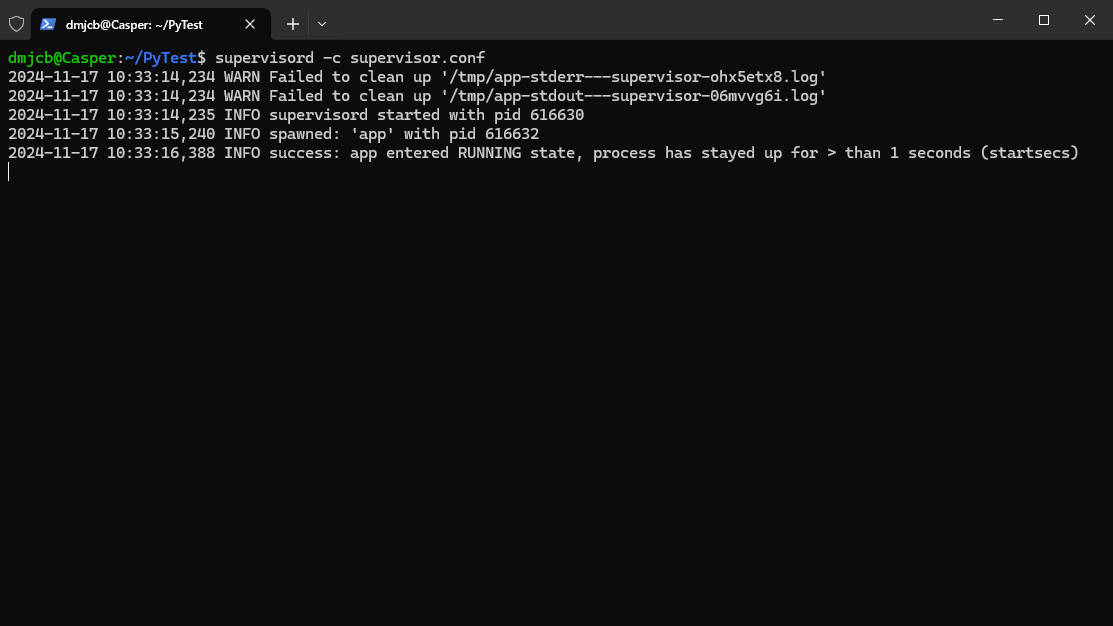 dmjcb@Casper: ~/PyTest
dmjcb@Casper:~/PyTest$ supervisord -c supervisor.conf
2024-11-17 10:33:14,234 WARN Failed to clean up '/tmp/app-stderr---supervisor-ohx5etx8.log'
2024-11-17 10:33:14,234 WARN Failed to clean up '/tmp/app-stdout---supervisor-06mvvg6i.log'
2024-11-17 10:33:14,235 INFO supervisord started with pid 616630
2024-11-17 10:33:15,240 INFO spawned: 'app' with pid 616632
2024-11-17 10:33:16,388 INFO success: app entered RUNNING state, process has stayed up for > than 1 seconds (startsecs)